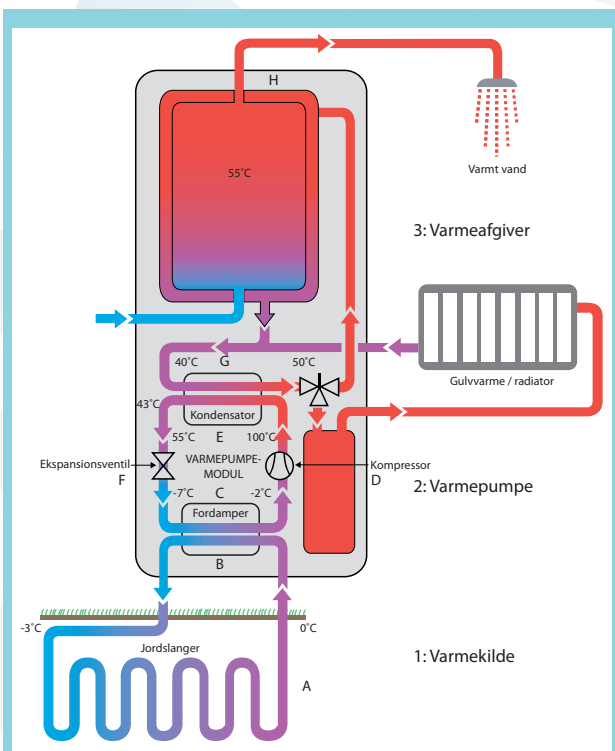 H
55˚C
Varmt vand
3: Varmeafgiver
40˚C
G
50˚C
Gulvvarme / radiator
43˚C
Kondensator
55˚C
E
100˚C
Ekspansionsventil
F
VARMEPUMPE-
MODUL
Kompressor
D
-7˚C
C
-2˚C
2: Varmepumpe
Fordamper
B
-3˚C
0˚C
Jordslanger
1: Varmekilde
A